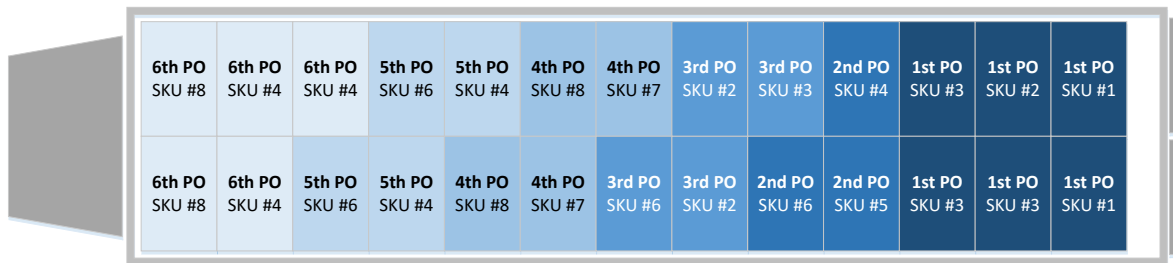 6th PO 6th PO 6th PO 5th PO 5th PO 4th PO 4th PO 3rd PO 3rd PO 2nd PO 1st PO 1st PO 1st PO
SKU #8 SKU #4 SKU #4 SKU #6 SKU #4 SKU #8 SKU #7 SKU #2 SKU #3 SKU #4 SKU #3 SKU #2 SKU #1
6th PO 6th PO 5th PO 5th PO 4th PO 4th PO 3rd PO 3rd PO 2nd PO 2nd PO 1st PO 1st PO 1st PO
SKU #8 SKU #4 SKU #6 SKU #4 SKU #8 SKU #7 SKU #6 SKU #2 SKU #6 SKU #5 SKU #3 SKU #3 SKU #1